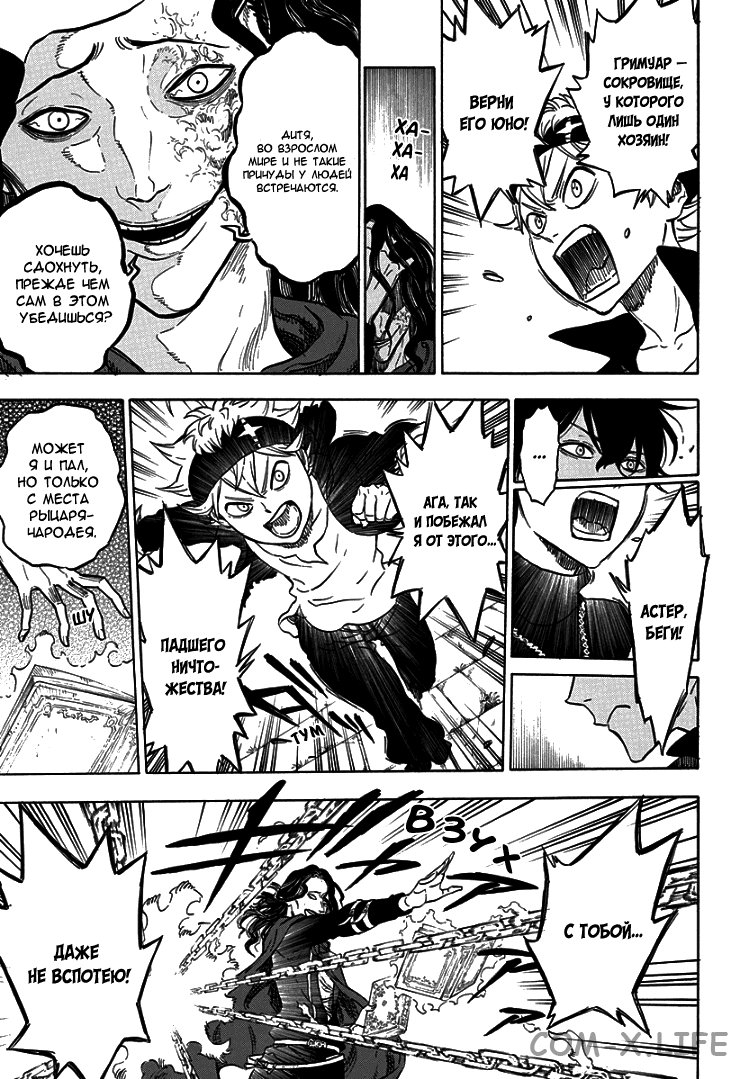 ГРИМУАР –
СОКРОВИЩЕ,
У КОТОРОГО
ЛИШЬ ОДИН
ХОЗЯИН!
ВЕРНИ
ЕГО ЮНО!
ХА-
ХА-
ХА
ДИТЯ,
ВО ВЗРОСЛОМ
МИРЕ И НЕ ТАКИЕ
ПРИЧУДЫ У ЛЮДЕЙ
ВСТРЕЧАЮТСЯ.
ХОЧЕШЬ
СДОХНУТЬ,
ПРЕЖДЕ ЧЕМ
САМ В ЭТОМ
УБЕДИШЬСЯ?
...
АСТЕР,
БЕГИ!
АГА, ТАК
И ПОБЕЖАЛ
Я ОТ ЭТОГО...
ПАДШЕГО
НИЧТО-
ЖЕСТВА!
ТУМ
МОЖЕТ
Я И ПАЛ,
НО ТОЛЬКО
С МЕСТА
РЫЦАРЯ-
ЧАРОДЕЯ.
ШУ
ВЗУХ
С ТОБОЙ...
ДАЖЕ
НЕ ВСПОТЕЮ!
COM-X.LIFE